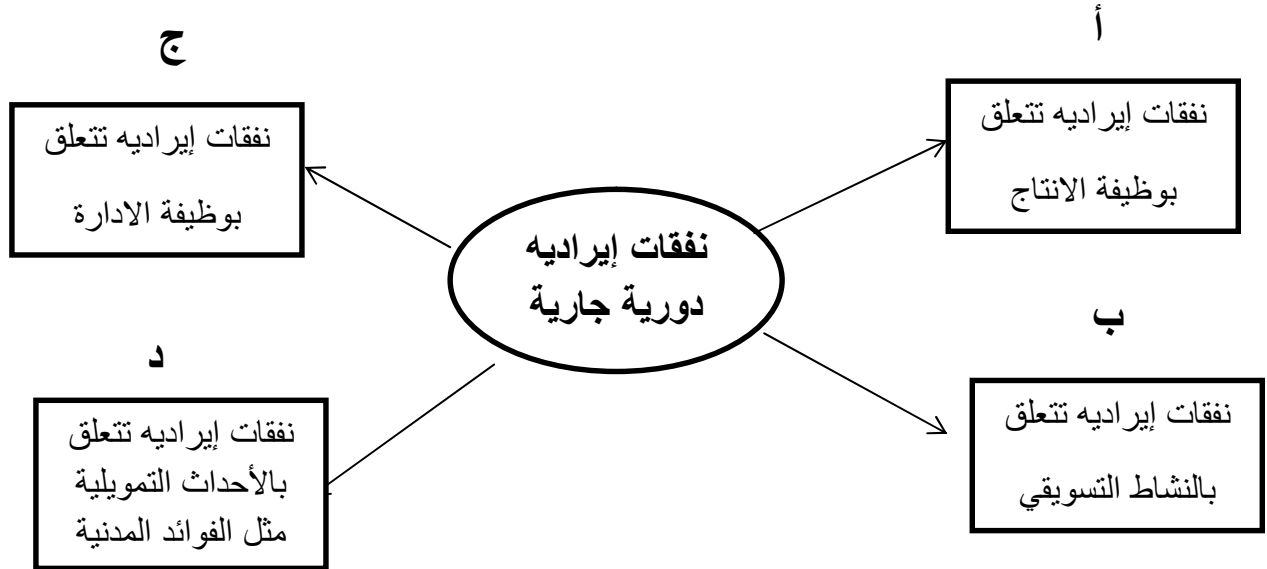 أ
نفقات إيراديه تتعلق
بوظيفة الانتاج
ب
نفقات إيراديه تتعلق
بالنشاط التسويقي
نفقات إيراديه
دورية جارية
ج
نفقات إيراديه تتعلق
بوظيفة الادارة
د
نفقات إيراديه تتعلق
بالأحداث التمويلية
مثل الفوائد المدنية